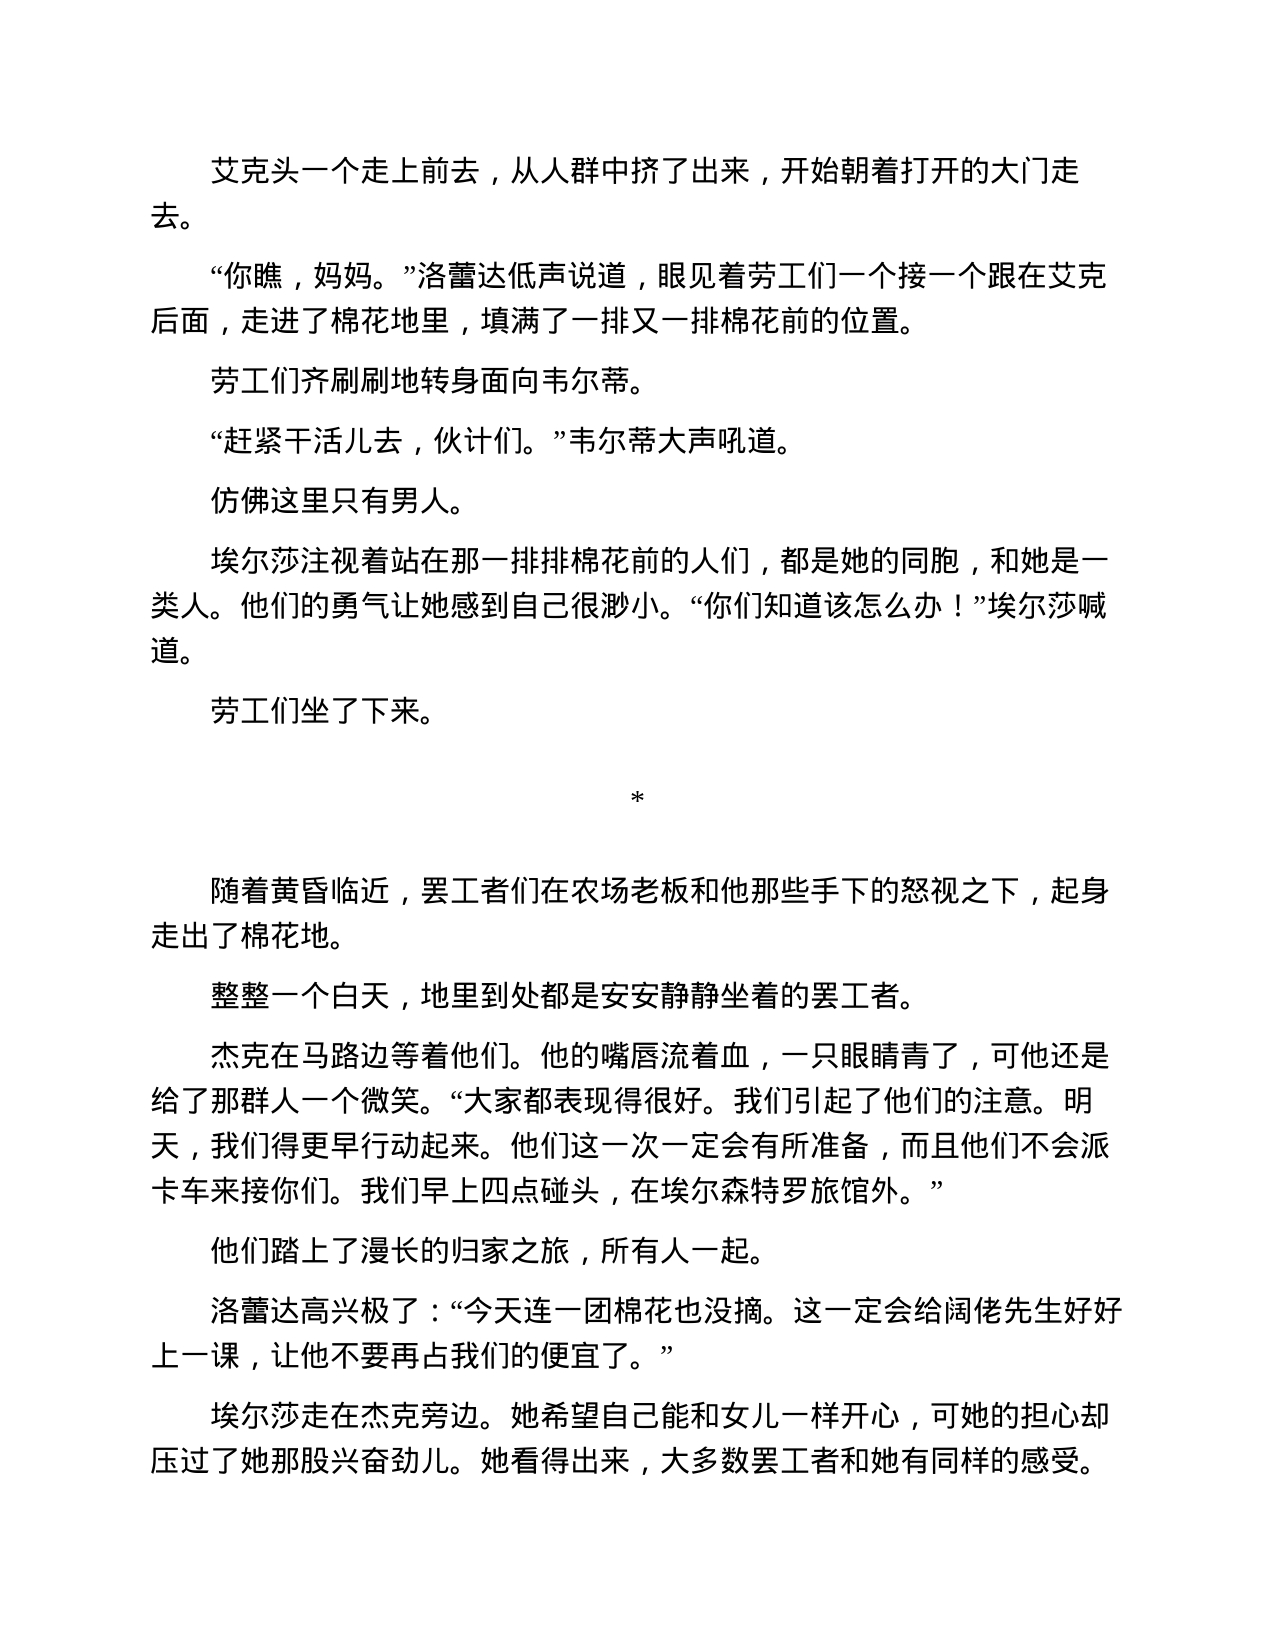 艾克头一个走上前去，从人群中挤了出来，开始朝着打开的大门走
去。
“你瞧，妈妈。”洛蕾达低声说道，眼见着劳工们一个接一个跟在艾克
后面，走进了棉花地里，填满了一排又一排棉花前的位置。
劳工们齐刷刷地转身面向韦尔蒂。
“赶紧干活儿去，伙计们。”韦尔蒂大声吼道。
仿佛这里只有男人。
埃尔莎注视着站在那一排排棉花前的人们，都是她的同胞，和她是一
类人。他们的勇气让她感到自己很渺小。“你们知道该怎么办！”埃尔莎喊
道。
劳工们坐了下来。
*
随着黄昏临近，罢工者们在农场老板和他那些手下的怒视之下，起身
走出了棉花地。
整整一个白天，地里到处都是安安静静坐着的罢工者。
杰克在马路边等着他们。他的嘴唇流着血，一只眼睛青了，可他还是
给了那群人一个微笑。“大家都表现得很好。我们引起了他们的注意。明
天，我们得更早行动起来。他们这一次一定会有所准备，而且他们不会派
卡车来接你们。我们早上四点碰头，在埃尔森特罗旅馆外。”
他们踏上了漫长的归家之旅，所有人一起。
洛蕾达高兴极了：“今天连一团棉花也没摘。这一定会给阔佬先生好好
上一课，让他不要再占我们的便宜了。”
埃尔莎走在杰克旁边。她希望自己能和女儿一样开心，可她的担心却
压过了她那股兴奋劲儿。她看得出来，大多数罢工者和她有同样的感受。